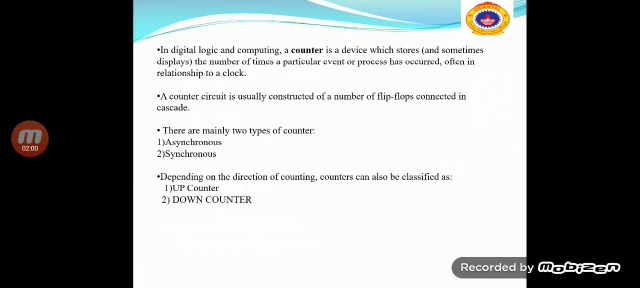 •In digital logic and computing, a counter is a device which stores (and sometimes
displays) the number of times a particular event or process has occurred, often in
relationship to a clock.
•A counter circuit is usually constructed of a number of flip-flops connected in
cascade.
• There are mainly two types of counter:
1)Asynchronous
2)Synchronous
•Depending on the direction of counting, counters can also be classified as:
1)UP Counter
2) DOWN COUNTER
02:00
Recorded by mobizen